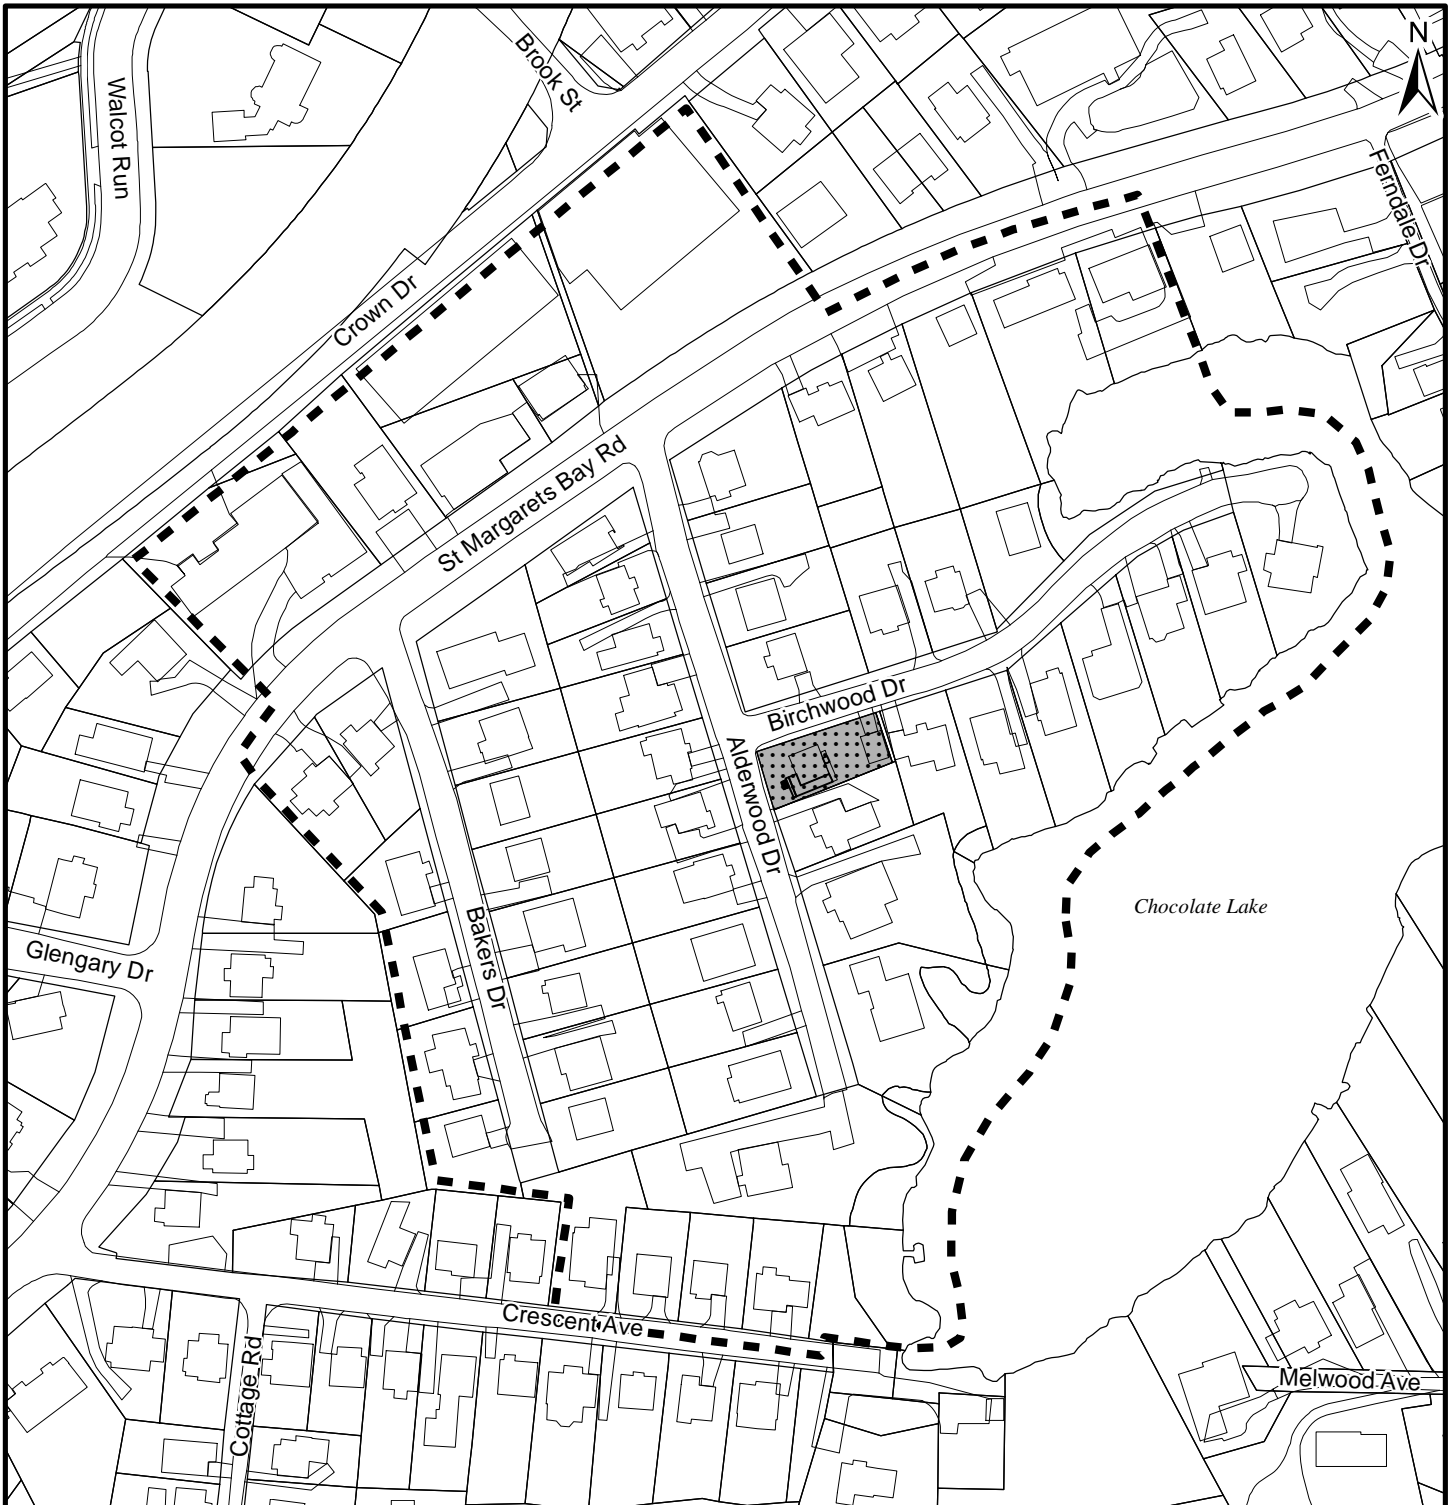 N
Brook St
Walcot Run
Ferndale Dr
Crown Dr
St Margarets Bay Rd
Birchwood Dr
Alderwood Dr
Chocolate Lake
Bakers Dr
Glengary Dr
Crescent Ave
Cottage Rd
Melwood Ave